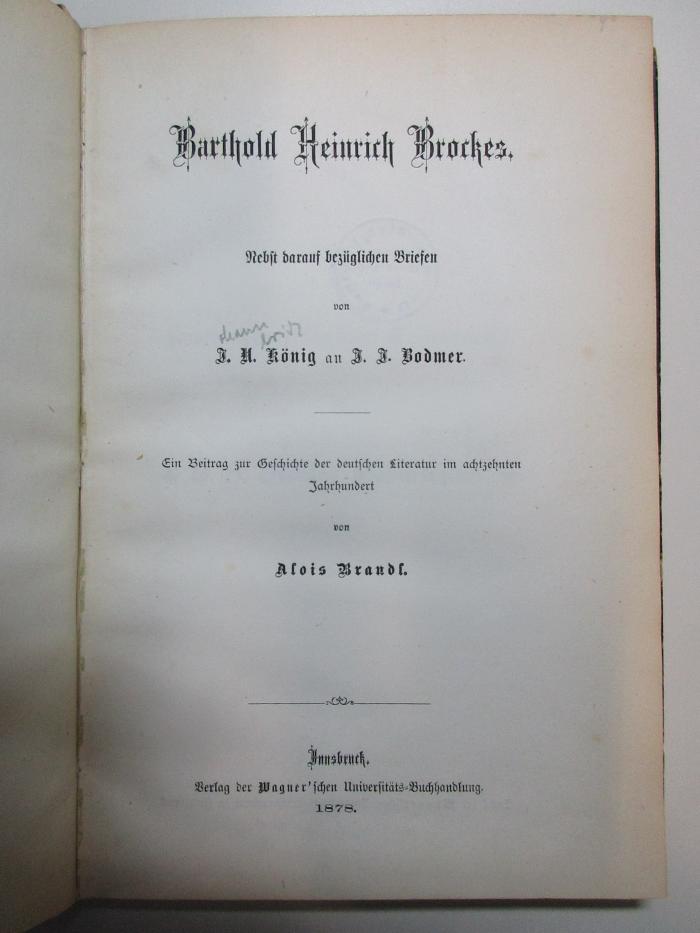 Barthold Heinrich Brockes.
Nebst darauf bezüglichen Briefen
von
J. U. König an J. J. Bodmer.
Ein Beitrag zur Geschichte der deutschen Literatur im achtzehnten
Jahrhundert
von
Alois Brandl.
Innsbruck.
Verlag der Wagner'schen Universitäts-Buchhandlung.
1878.